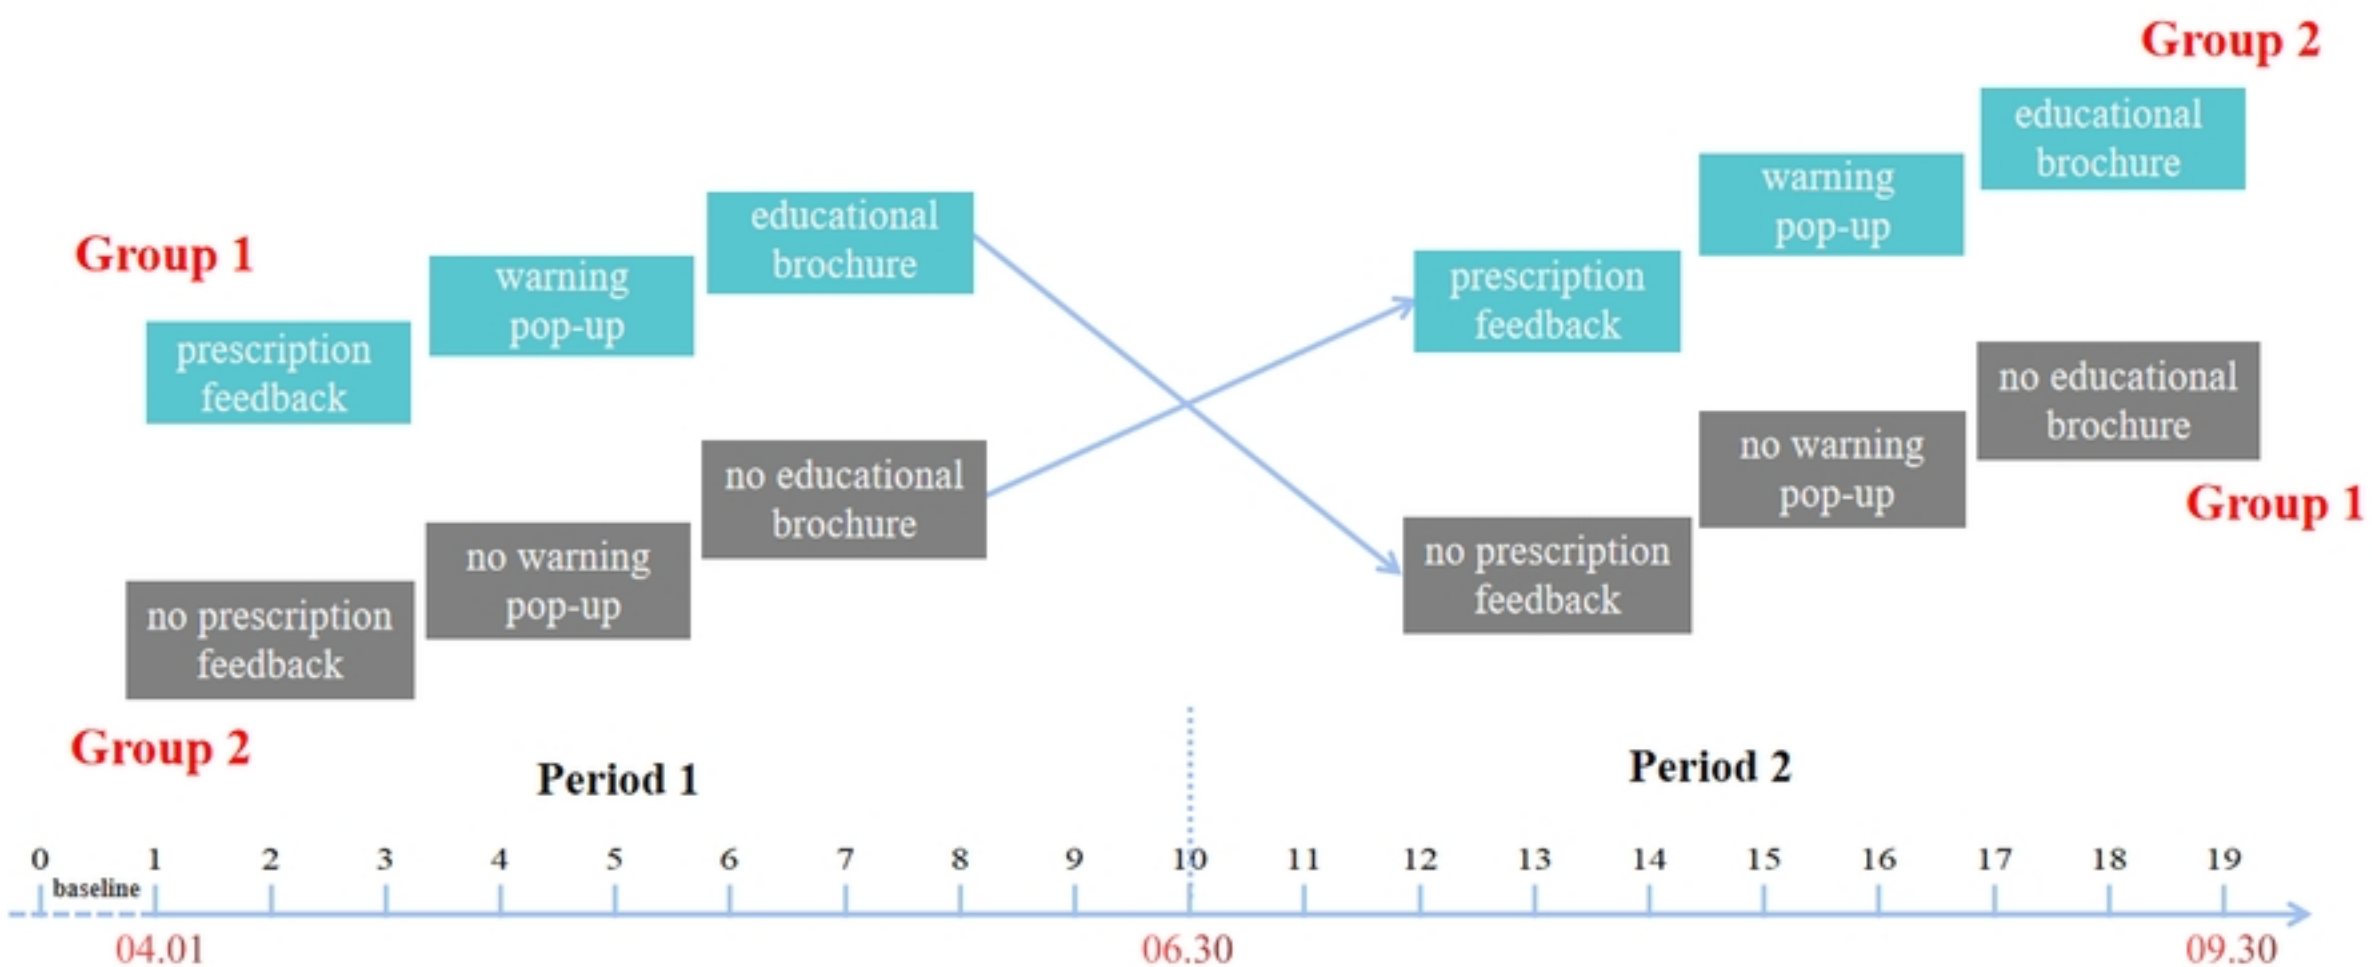 Group 2
educational
brochure
warning
pop-up
prescription
feedback
Group 1
educational
brochure
warning
pop-up
prescription
feedback
no educational
brochure
no warning
pop-up
no prescription
feedback
Group 1
no educational
brochure
no warning
pop-up
no prescription
feedback
Group 2
Period 1
Period 2
0 1 2 3 4 5 6 7 8 9 10 11 12 13 14 15 16 17 18 19
baseline
04.01 06.30 09.30